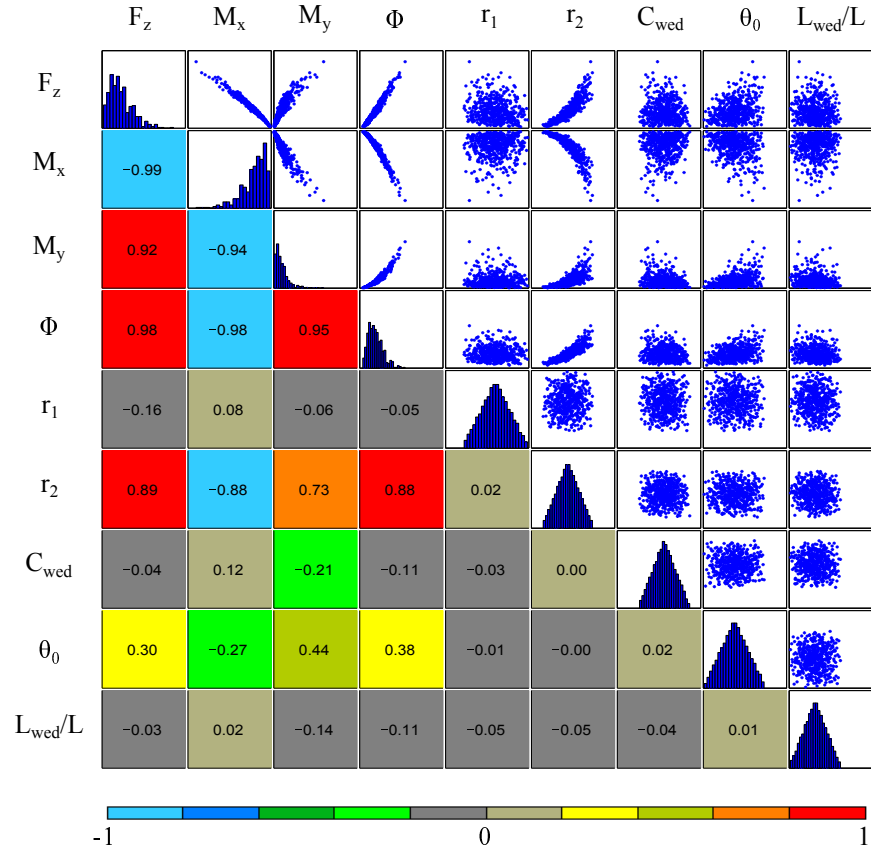 F_z M_x M_y Φ r_1 r_2 C_wed θ_0 L_wed/L
F_z
M_x −0.99
M_y 0.92 −0.94
Φ 0.98 −0.98 0.95
r_1 −0.16 0.08 −0.06 −0.05
r_2 0.89 −0.88 0.73 0.88 0.02
C_wed −0.04 0.12 −0.21 −0.11 −0.03 0.00
θ_0 0.30 −0.27 0.44 0.38 −0.01 −0.00 0.02
L_wed/L −0.03 0.02 −0.14 −0.11 −0.05 −0.05 −0.04 0.01
-1 0 1